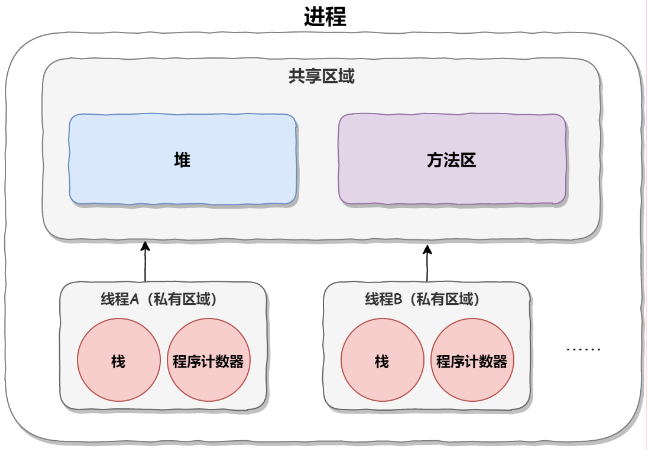 进程
共享区域
堆
方法区
线程A（私有区域）
线程B（私有区域）
栈
程序计数器
栈
程序计数器
......